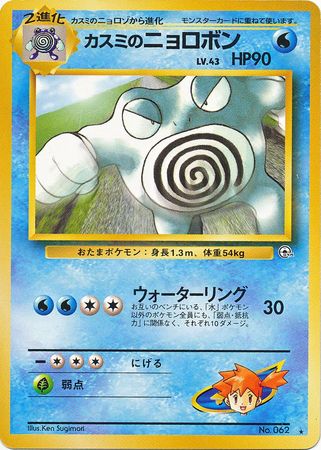 2進化
カスミのニョロゾから進化
モンスターカードに重ねて使います。
カスミのニョロボン
LV.43 HP90
おたまポケモン:身長1.3m、体重54kg
ウォーターリング 30
お互いのベンチにいる、「水」ポケモン
以外のポケモン全員にも、「弱点・抵抗
力」に関係なく、それぞれ10ダメージ。
にげる
弱点
Illus.Ken Sugimori
No.062